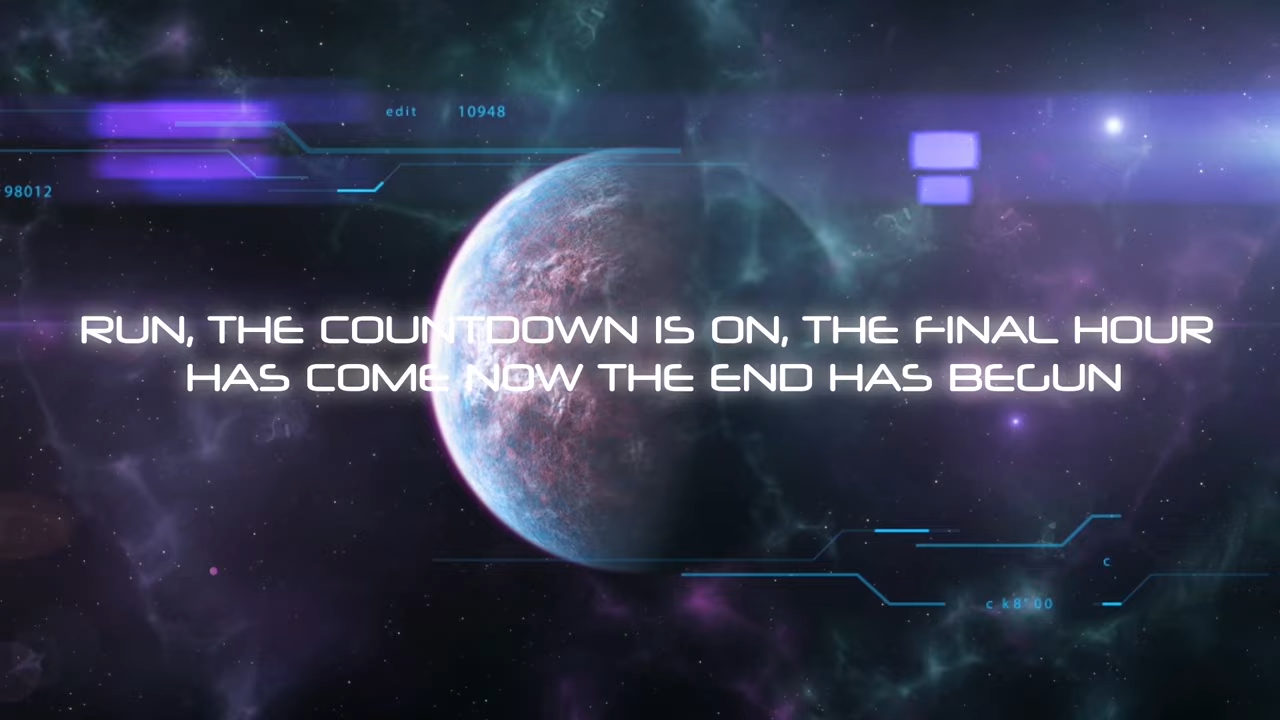 edit 10948
98012
RUN, THE COUNTDOWN IS ON, THE FINAL HOUR
HAS COME NOW THE END HAS BEGUN
c
c k8°00